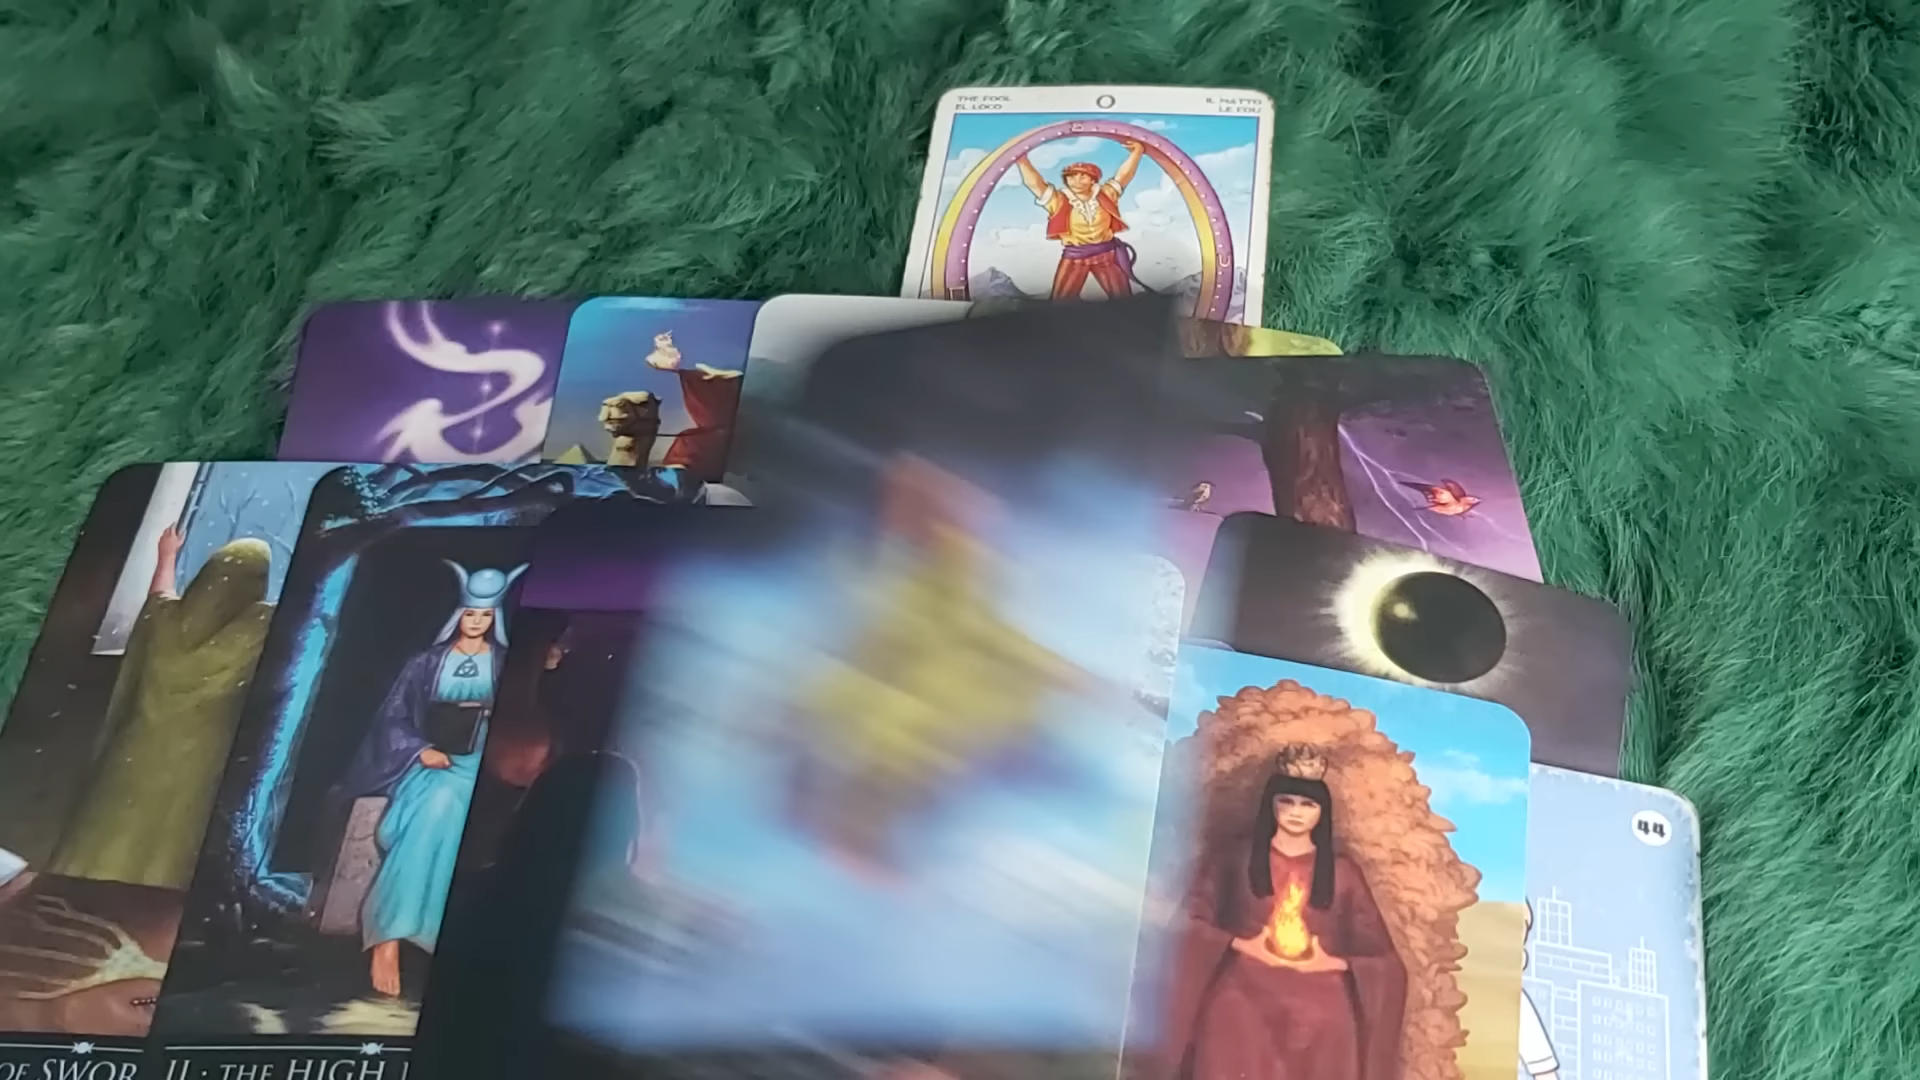 THE FOOL
EL LOCO
0
IL MATTO
LE FOU
44
OF SWOR
II · THE HIGH